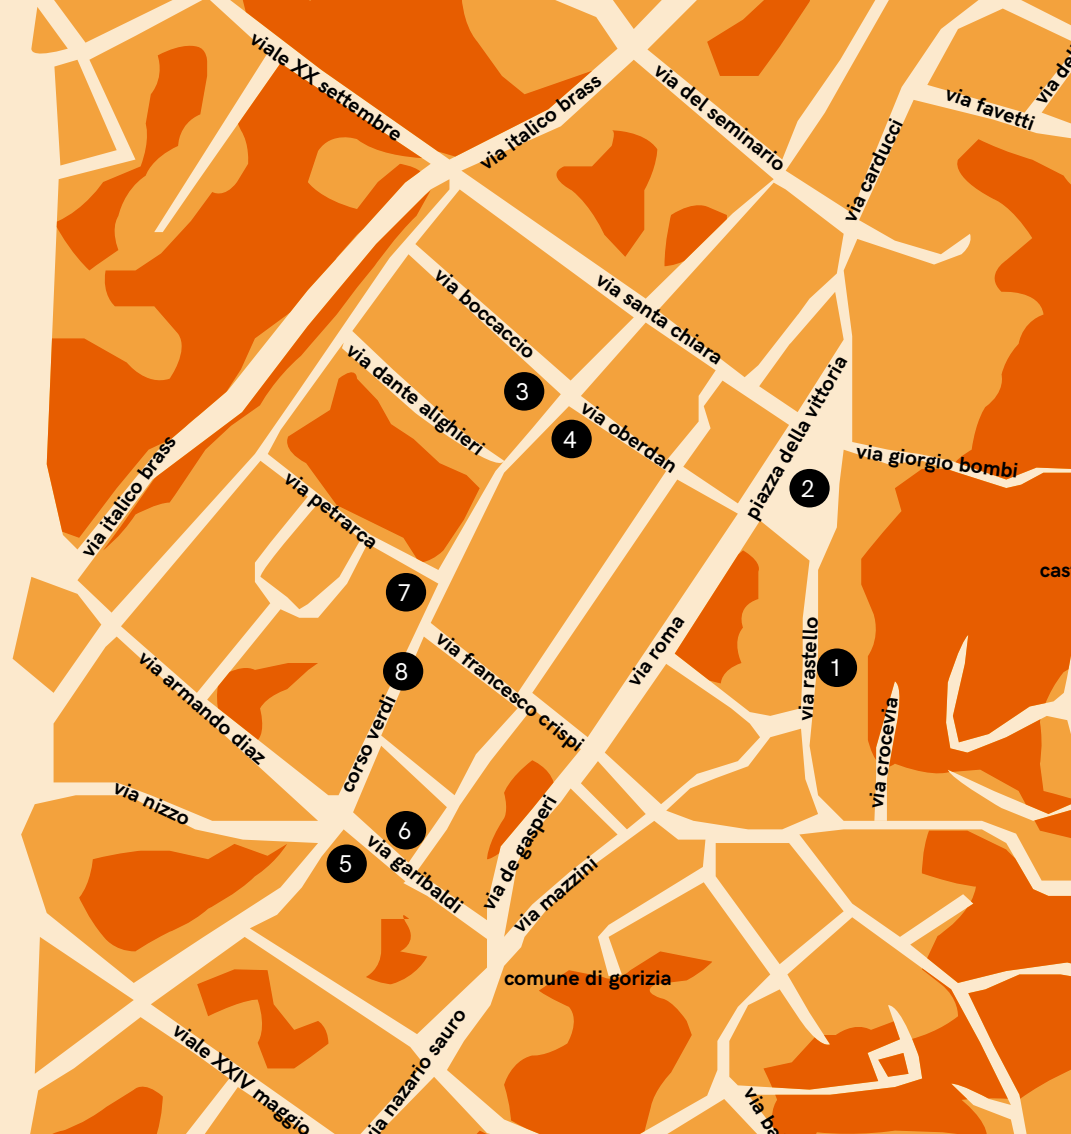 viale XX settembre
via italico brass
via del seminario
via favetti
via carducci
via boccaccio
via santa chiara
via dante alighieri
3
4
via oberdan
piazza della vittoria
2
via giorgio bombi
via italico brass
via petrarca
7
cas
via armando diaz
8
via francesco crispi
via roma
via rastello
1
corso verdi
via crocevia
via nizzo
6
5
via garibaldi
via de gasperi
via mazzini
comune di gorizia
viale XXIV maggio
via nazario sauro
via ba